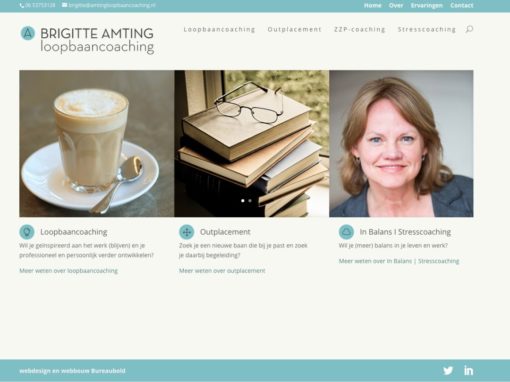 06 53753128 brigitte@amtingloopbaancoaching.nl Home Over Ervaringen Contact
A BRIGITTE AMTING
loopbaancoaching
Loopbaancoaching Outplacement ZZP-coaching Stresscoaching
Loopbaancoaching
Wil je geïnspireerd aan het werk (blijven) en je
professioneel en persoonlijk verder ontwikkelen?
Meer weten over loopbaancoaching
Outplacement
Zoek je een nieuwe baan die bij je past en zoek
je daarbij begeleiding?
Meer weten over outplacement
In Balans I Stresscoaching
Wil je (meer) balans in je leven en werk?
Meer weten over In Balans | Stresscoaching
webdesign en webbouw Bureaubold